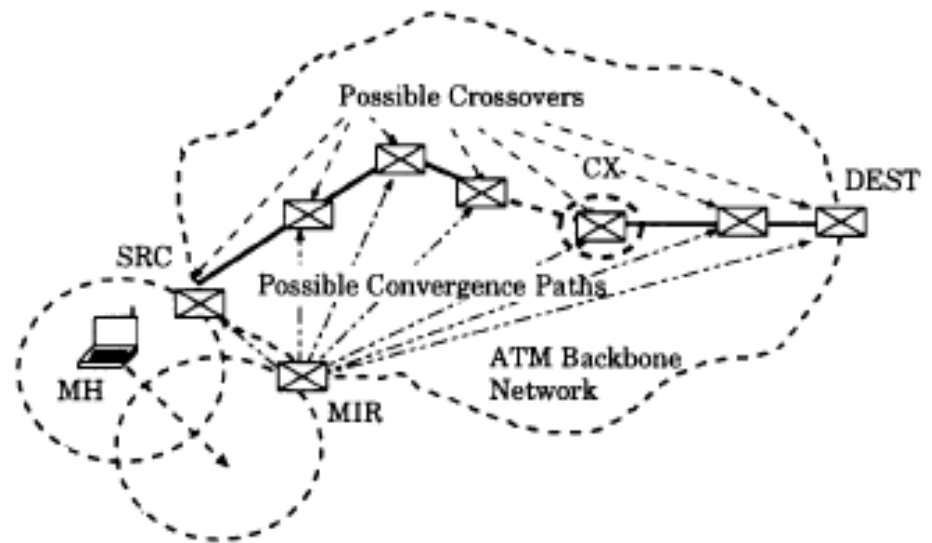 Possible Crossovers
CX
DEST
SRC
Possible Convergence Paths
ATM Backbone
Network
MH
MIR